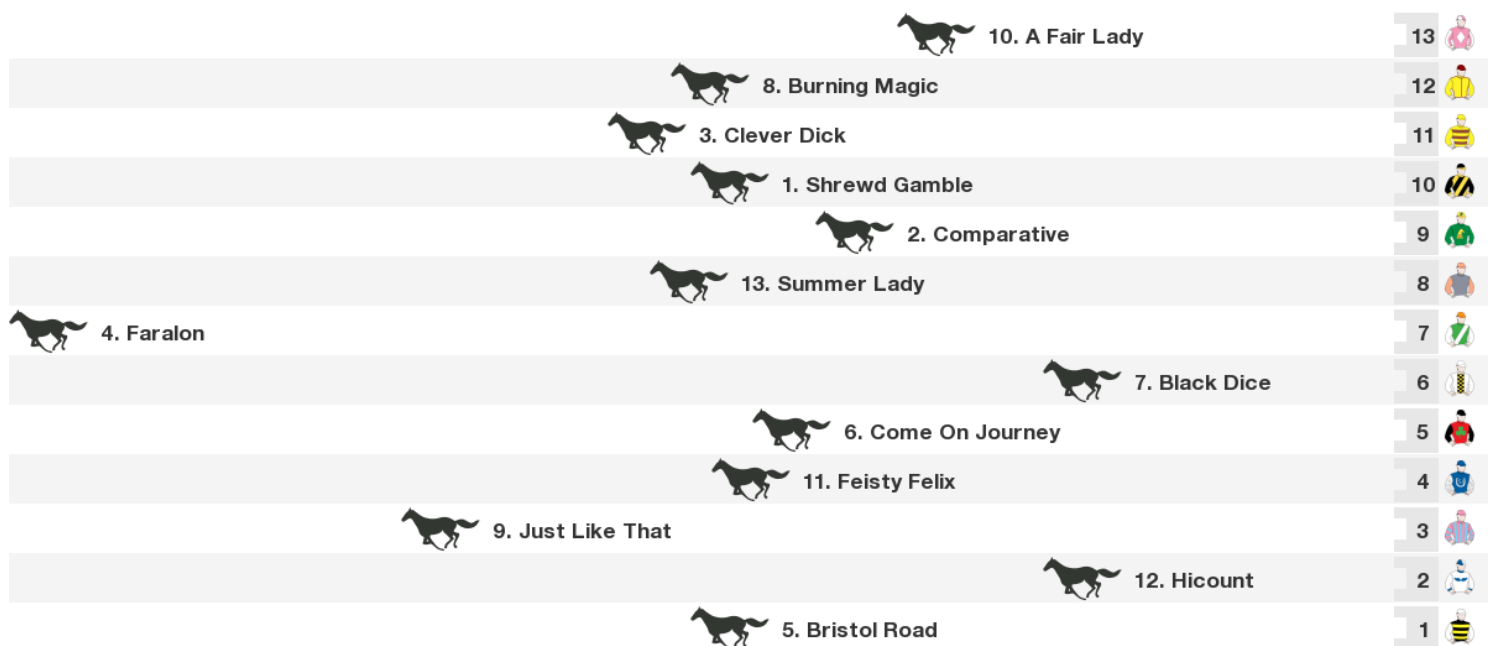 10. A Fair Lady 13
8. Burning Magic 12
3. Clever Dick 11
1. Shrewd Gamble 10
2. Comparative 9
13. Summer Lady 8
4. Faralon 7
7. Black Dice 6
6. Come On Journey 5
11. Feisty Felix 4
9. Just Like That 3
12. Hicount 2
5. Bristol Road 1